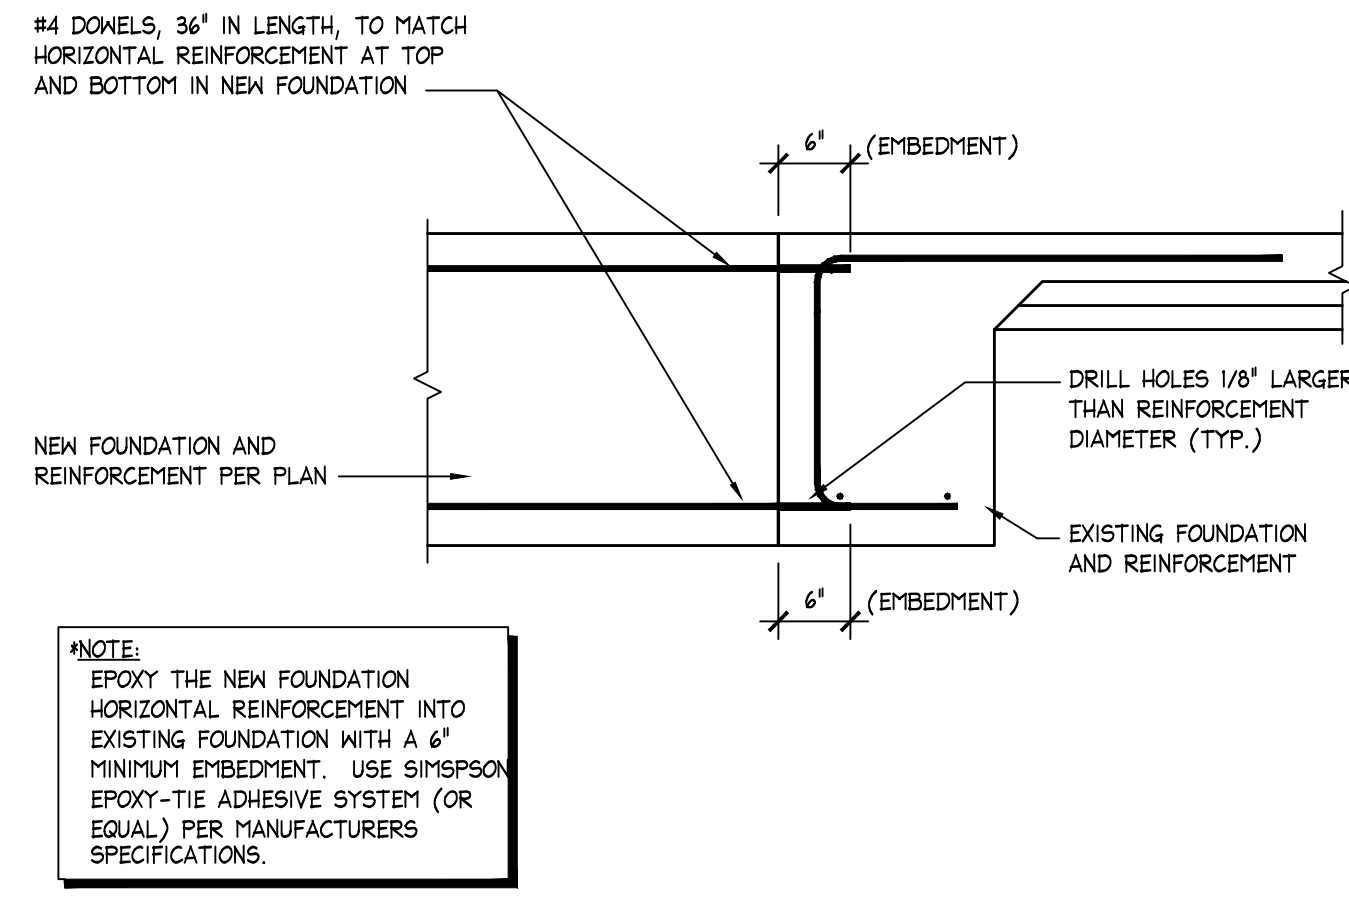 #4 DOWELS, 36" IN LENGTH, TO MATCH
HORIZONTAL REINFORCEMENT AT TOP
AND BOTTOM IN NEW FOUNDATION
6" (EMBEDMENT)
DRILL HOLES 1/8" LARGER
THAN REINFORCEMENT
DIAMETER (TYP.)
NEW FOUNDATION AND
REINFORCEMENT PER PLAN
EXISTING FOUNDATION
AND REINFORCEMENT
6" (EMBEDMENT)
*NOTE:
EPOXY THE NEW FOUNDATION
HORIZONTAL REINFORCEMENT INTO
EXISTING FOUNDATION WITH A 6"
MINIMUM EMBEDMENT. USE SIMSPSON
EPOXY-TIE ADHESIVE SYSTEM (OR
EQUAL) PER MANUFACTURERS
SPECIFICATIONS.